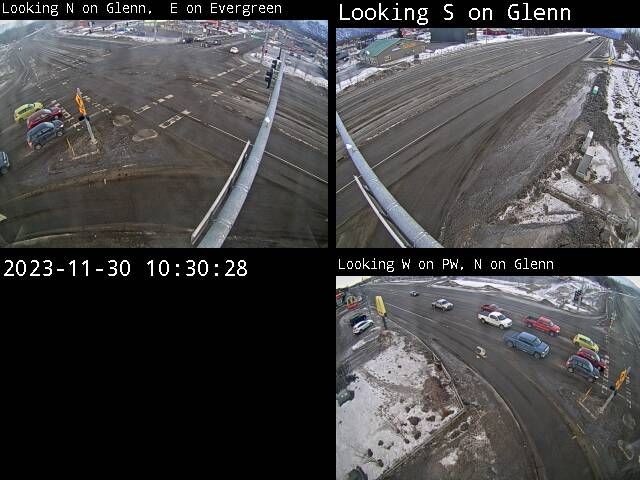 Looking N on Glenn,  E on Evergreen
Looking S on Glenn
2023-11-30 10:30:28
Looking W on PW, N on Glenn